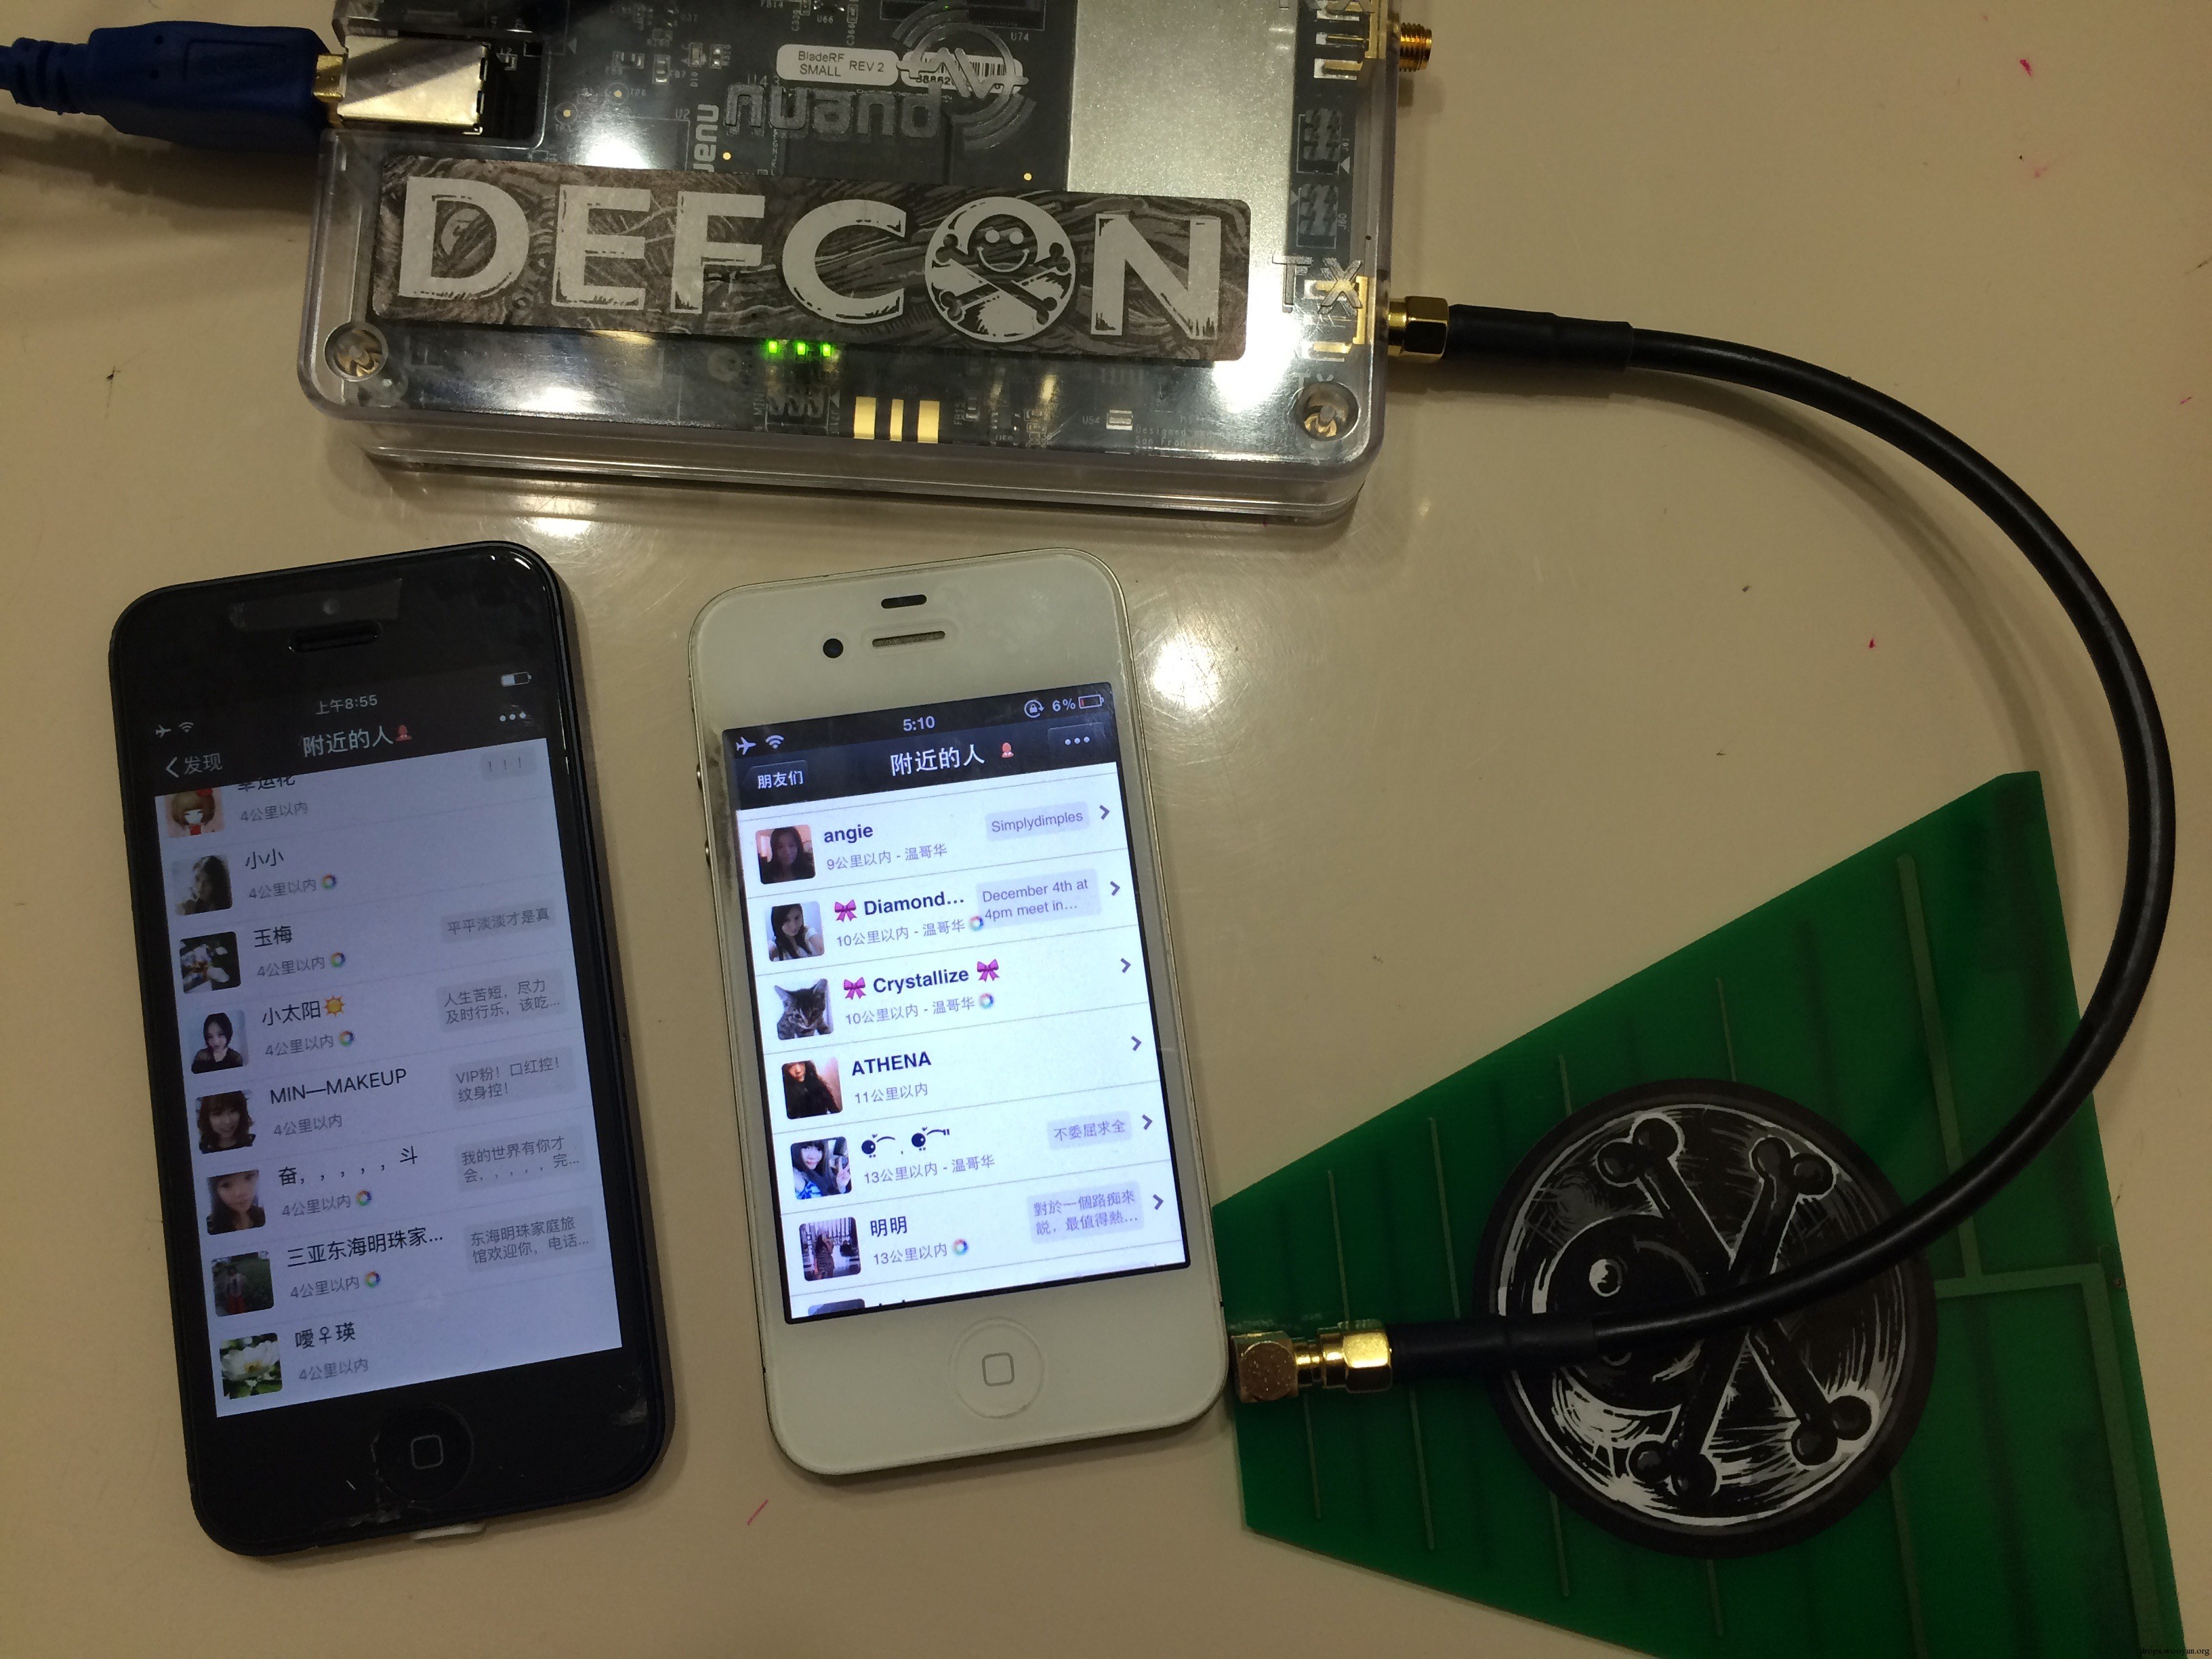 BladeRF
SMALL REV 2
nuand
nuand
DEFCON
TX
U74
U54
上午8:55
发现
附近的人
幸运花
！！！
4公里以内
小小
4公里以内
玉梅
平平淡淡才是真
4公里以内
小太阳
人生苦短，尽力
及时行乐，该吃...
4公里以内
MIN—MAKEUP
VIP粉！口红控！
纹身控！
4公里以内
奋，，，，，斗
我的世界有你才
会，，，，完...
4公里以内
三亚东海明珠家...
东海明珠家庭旅
馆欢迎你，电话...
4公里以内
嗳♀瑛
4公里以内
5:10
6%
朋友们
附近的人
angie
Simplydimples
9公里以内 - 温哥华
Diamond...
December 4th at
4pm meet in...
10公里以内 - 温哥华
Crystallize
10公里以内 - 温哥华
ATHENA
11公里以内
不委屈求全
13公里以内 - 温哥华
明明
對於一個路痴來
説，最值得熱...
13公里以内
drops.wooyun.org